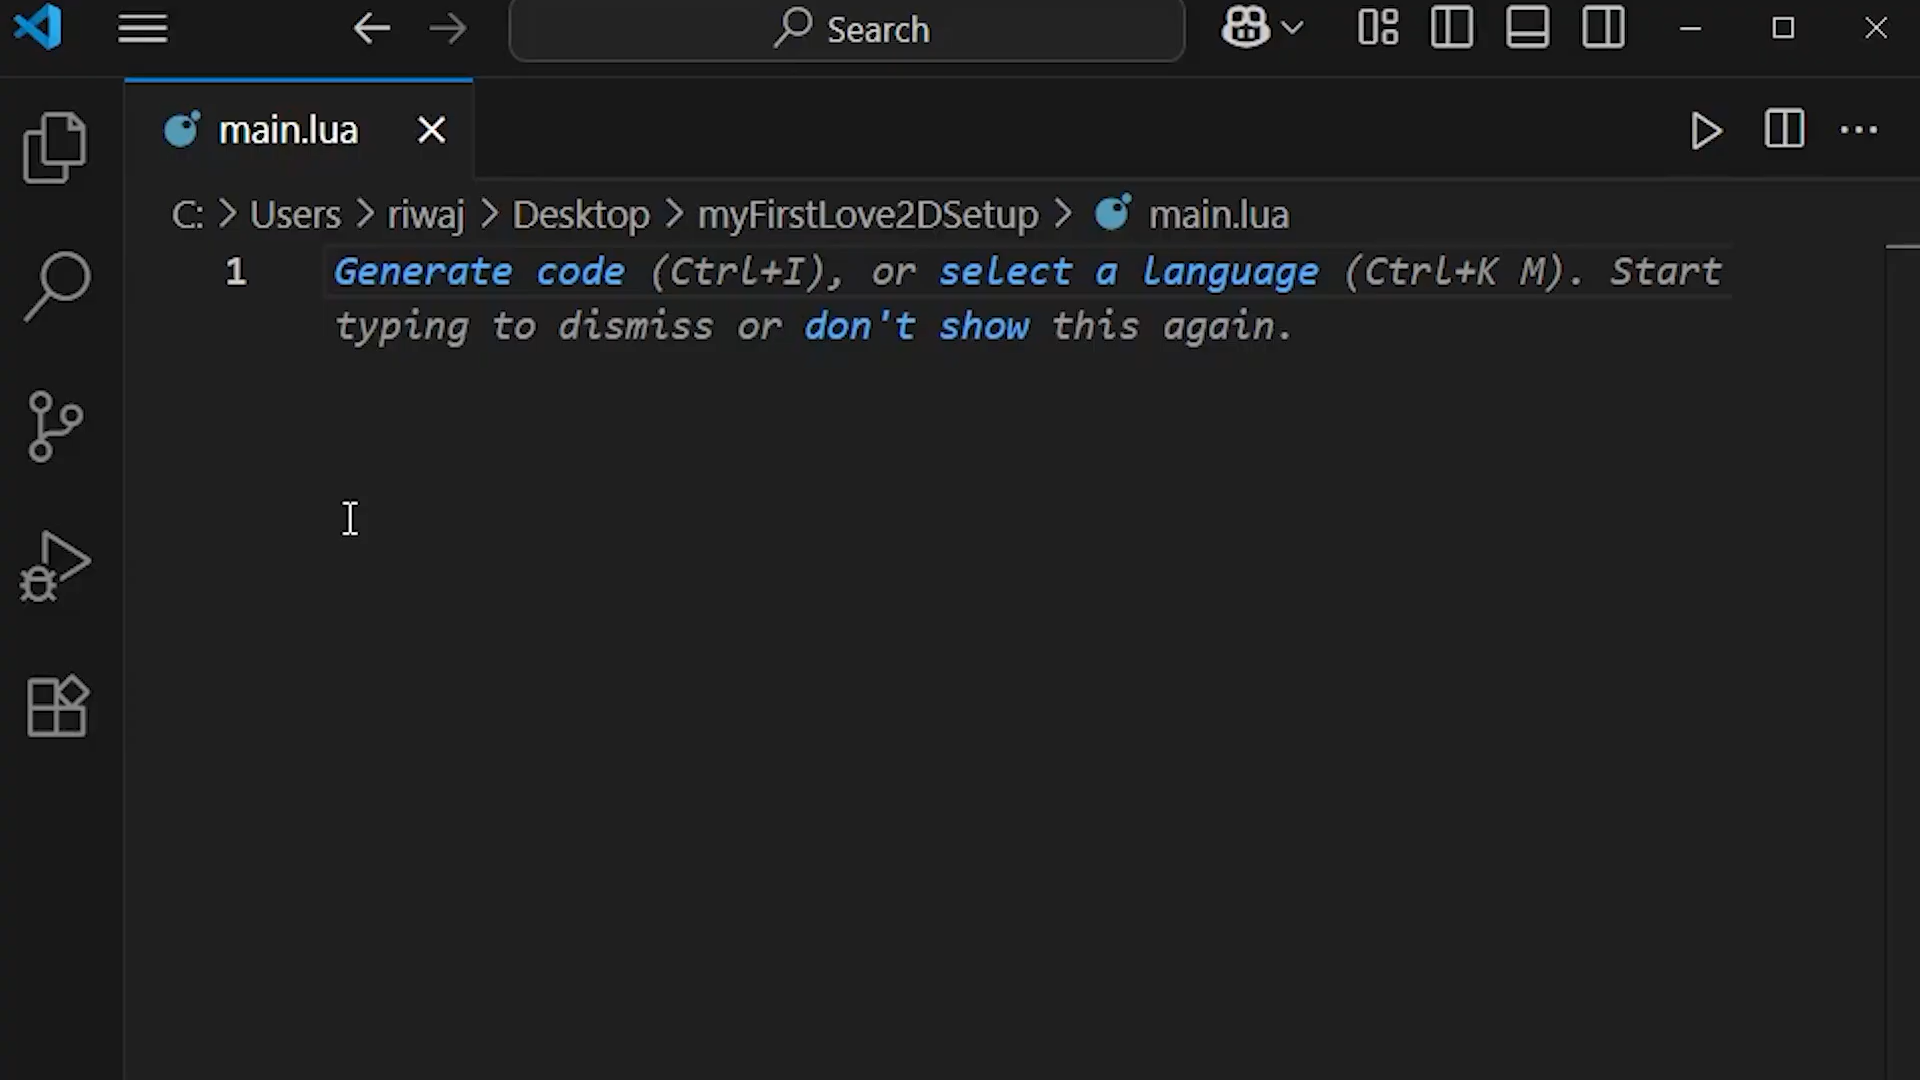 Search
main.lua
C: > Users > riwaj > Desktop > myFirstLove2DSetup > main.lua
1 Generate code (Ctrl+I), or select a language (Ctrl+K M). Start
typing to dismiss or don't show this again.